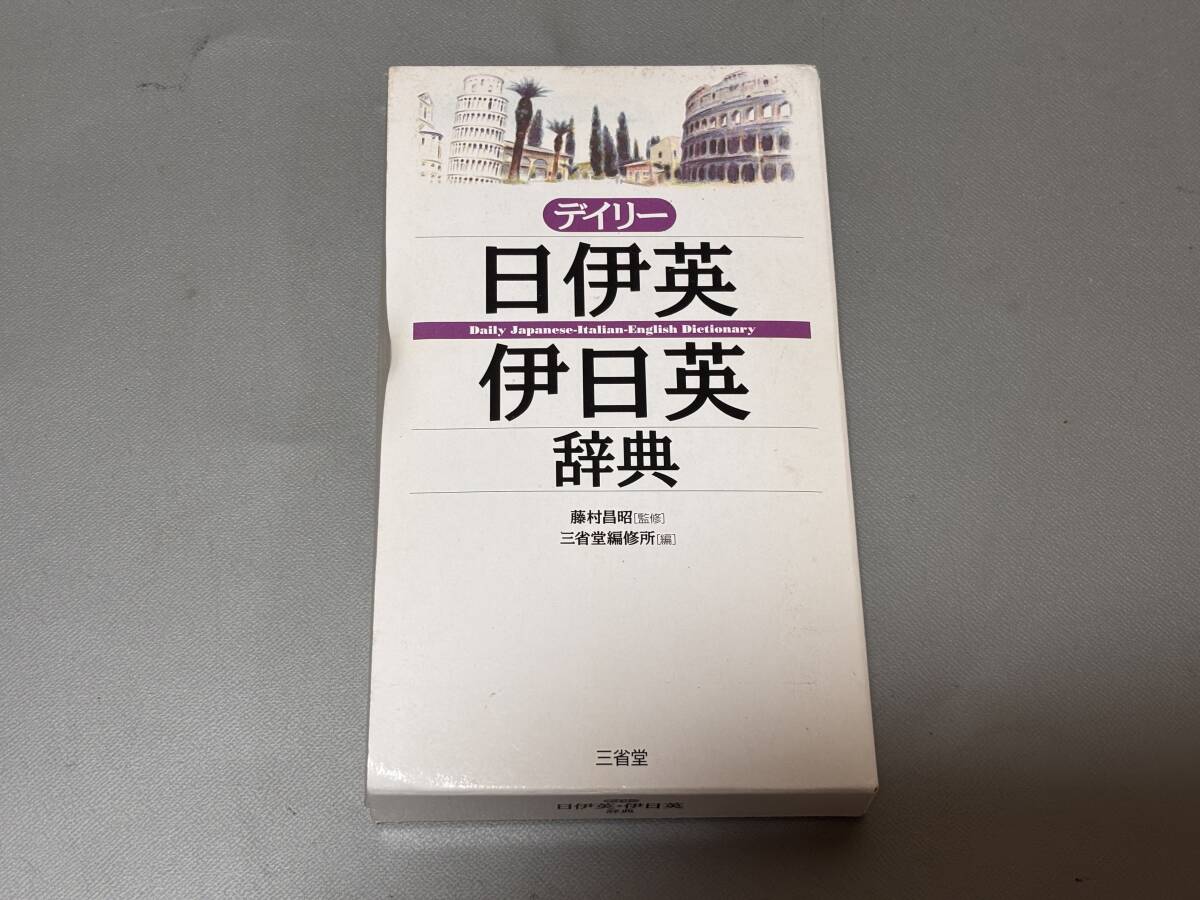 デイリー
日伊英
Daily Japanese-Italian-English Dictionary
伊日英
辞典
藤村昌昭[監修]
三省堂編修所[編]
三省堂
日伊英・伊日英
辞典